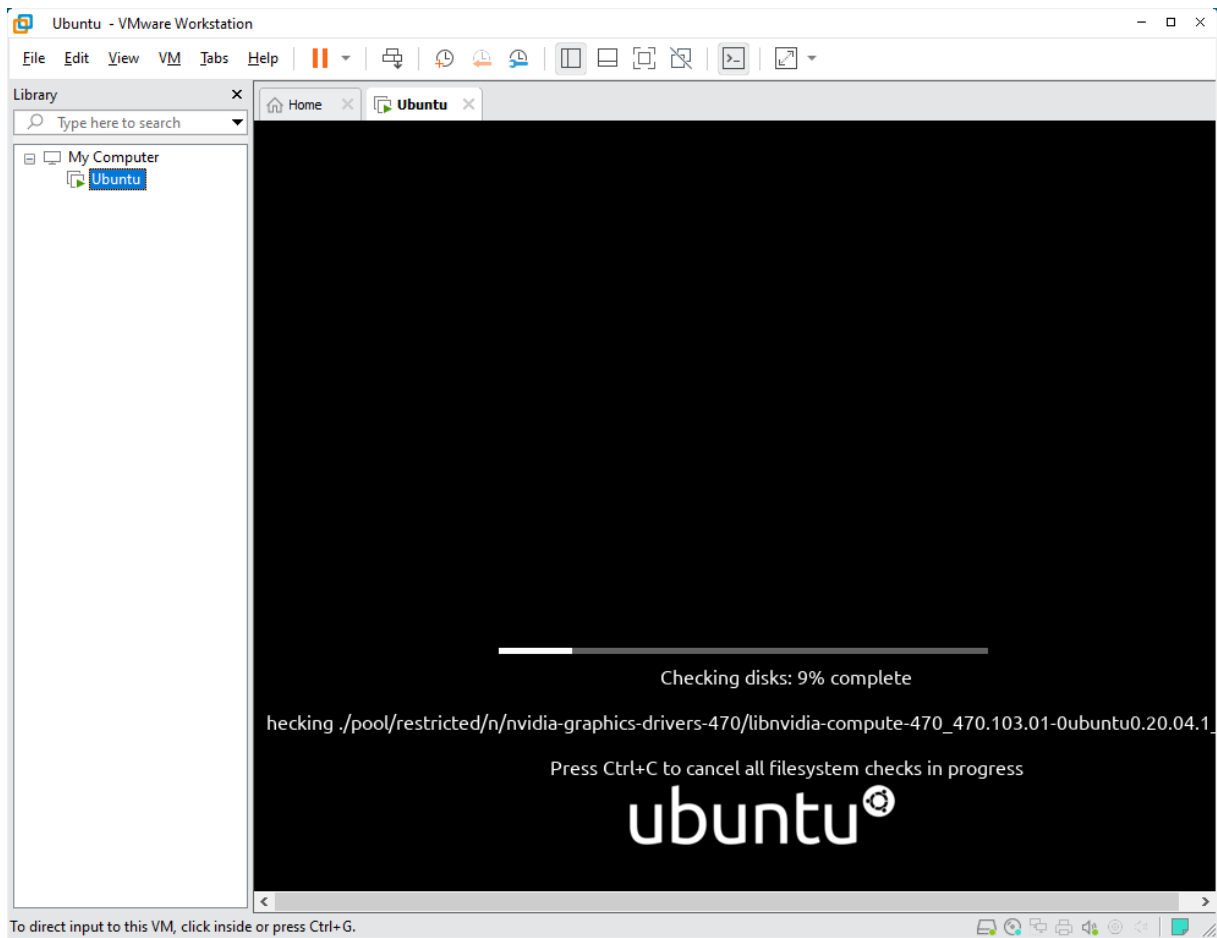 Ubuntu - VMware Workstation
File Edit View VM Tabs Help
Library
Type here to search
My Computer
Ubuntu
Home
Ubuntu
Checking disks: 9% complete
hecking ./pool/restricted/n/nvidia-graphics-drivers-470/libnvidia-compute-470_470.103.01-0ubuntu0.20.04.1_
Press Ctrl+C to cancel all filesystem checks in progress
ubuntu
To direct input to this VM, click inside or press Ctrl+G.